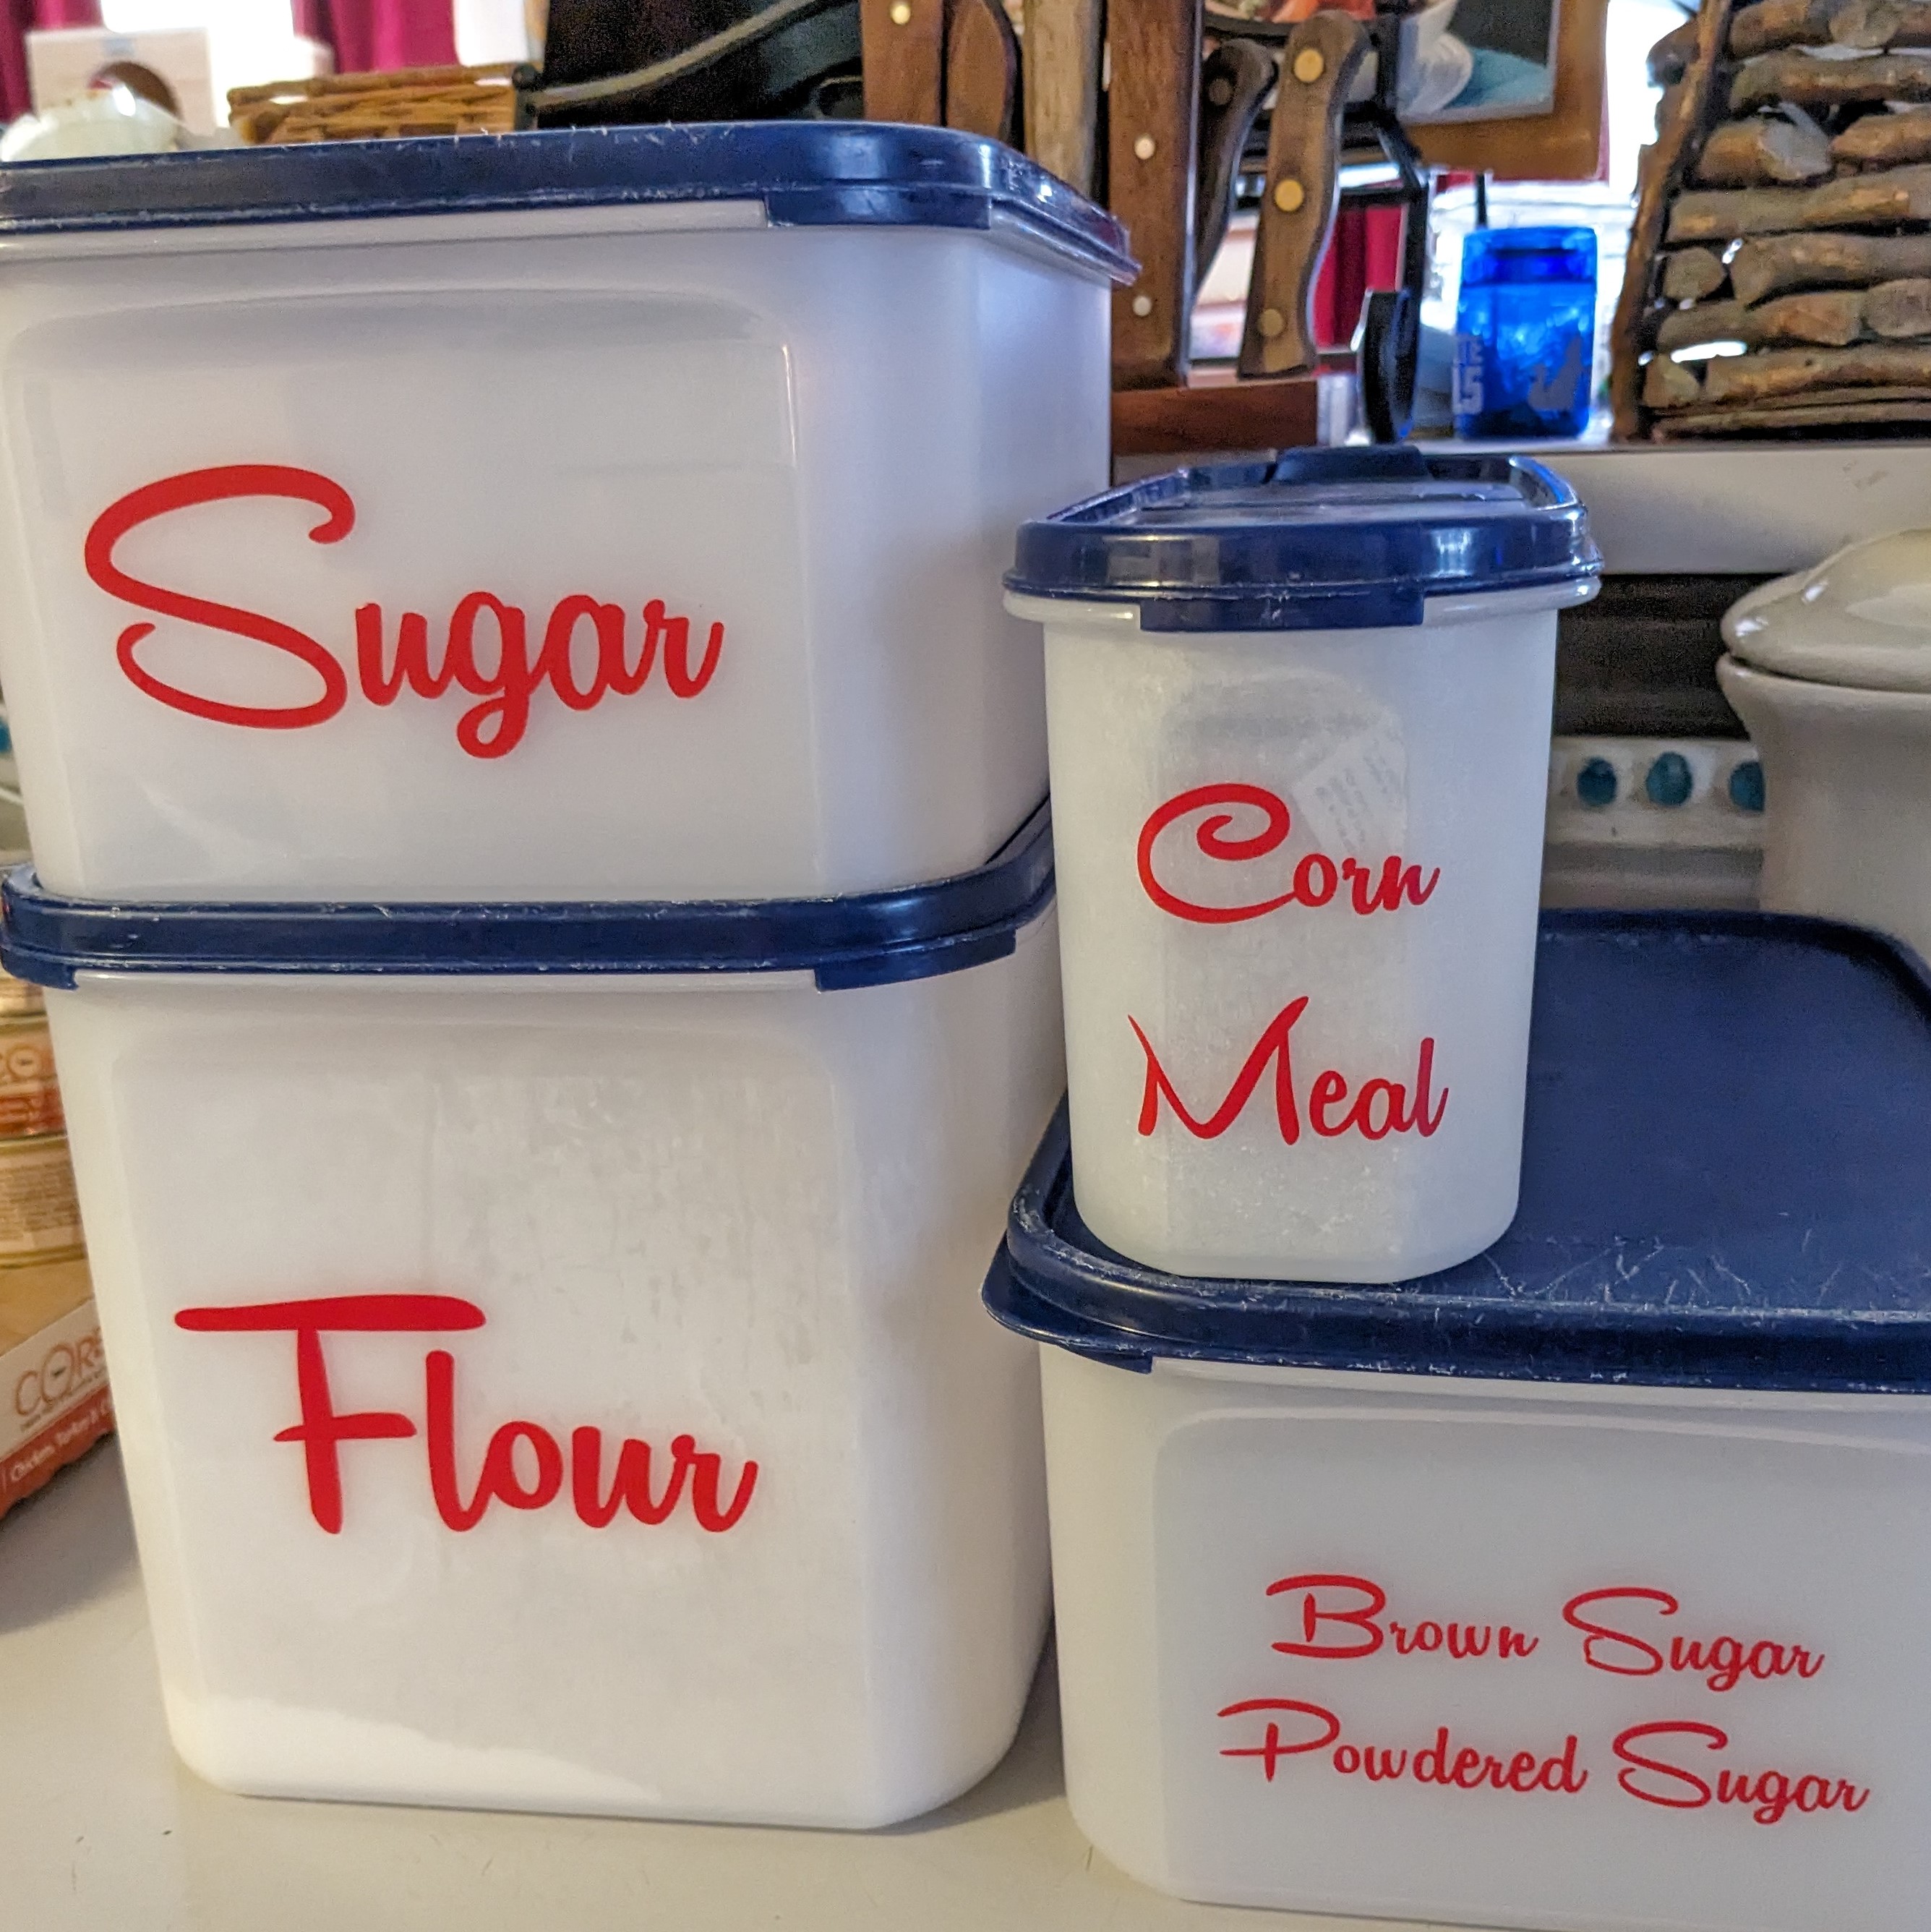 Sugar
Corn
Meal
Flour
Brown Sugar
Powdered Sugar